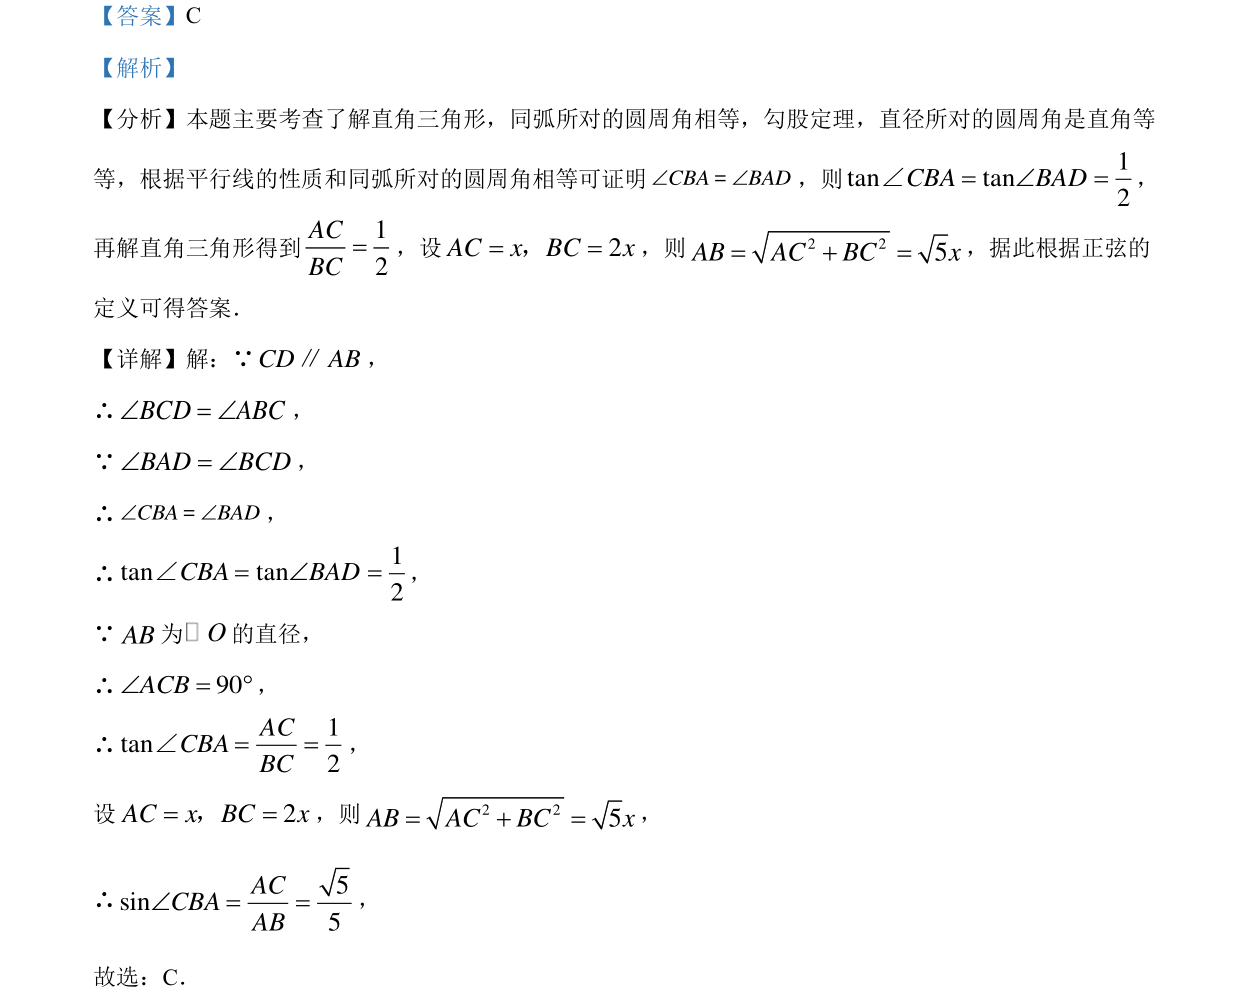 【答案】C
【解析】
【分析】本题主要考查了解直角三角形，同弧所对的圆周角相等，勾股定理，直径所对的圆周角是直角等
等，根据平行线的性质和同弧所对的圆周角相等可证明∠CBA = ∠BAD，则tan∠CBA = tan∠BAD = 1/2，
再解直角三角形得到AC/BC = 1/2，设 AC = x，BC = 2x，则 AB = √(AC² + BC²) = √5x，据此根据正弦的
定义可得答案．
【详解】解：∵ CD ∥ AB，
∴ ∠BCD = ∠ABC，
∵ ∠BAD = ∠BCD，
∴ ∠CBA = ∠BAD，
∴ tan∠CBA = tan∠BAD = 1/2，
∵ AB 为□ O 的直径，
∴ ∠ACB = 90°，
∴ tan∠CBA = AC/BC = 1/2，
设 AC = x，BC = 2x，则 AB = √(AC² + BC²) = √5x，
∴ sin∠CBA = AC/AB = √5/5，
故选：C．